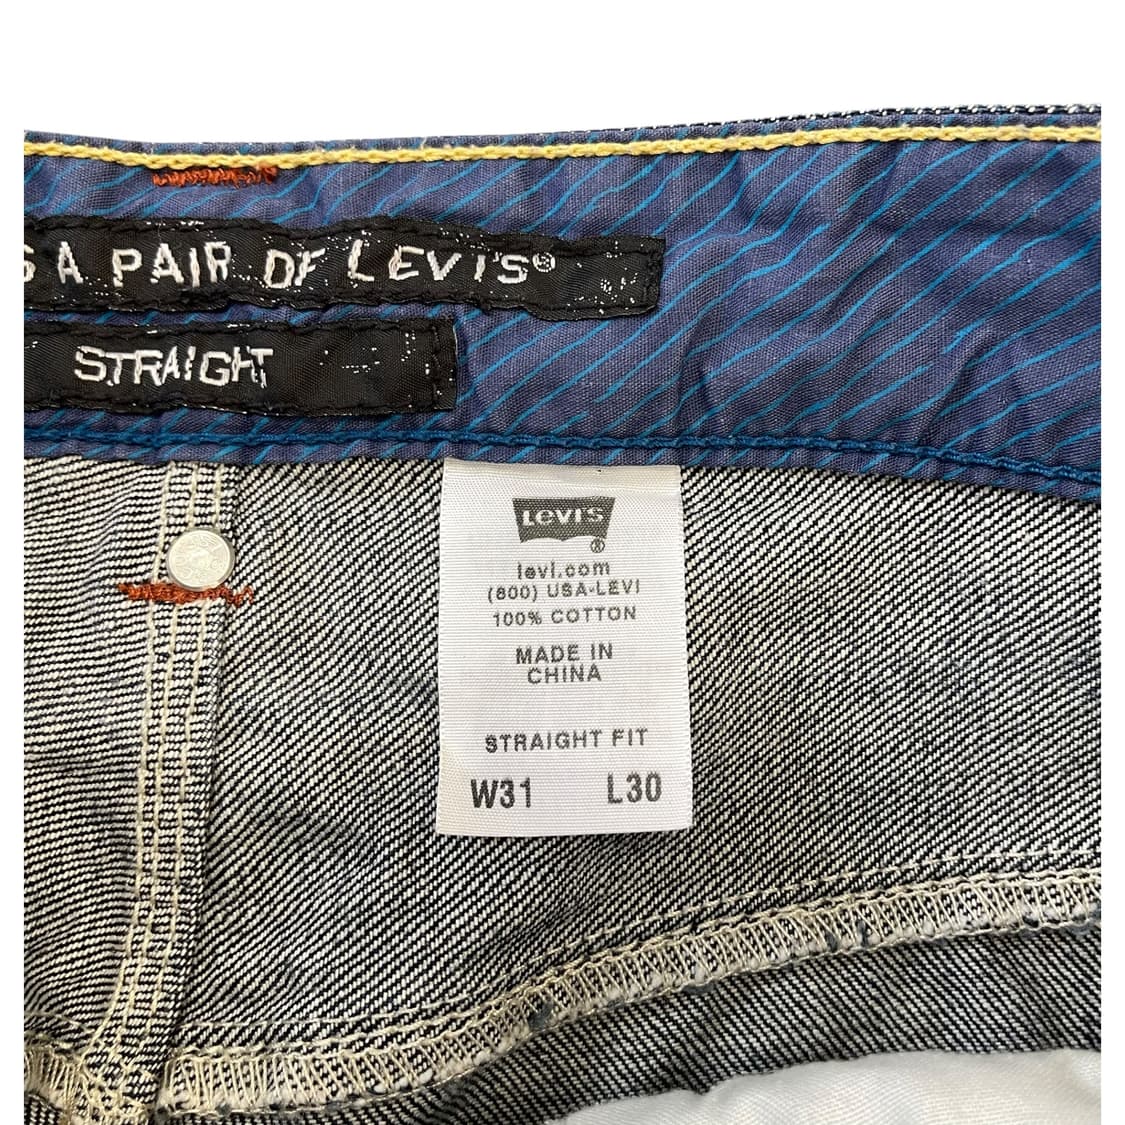 A PAIR OF LEVI'S®
STRAIGHT
Levi's
®
levi.com
(800) USA-LEVI
100% COTTON
MADE IN
CHINA
STRAIGHT FIT
W31 L30